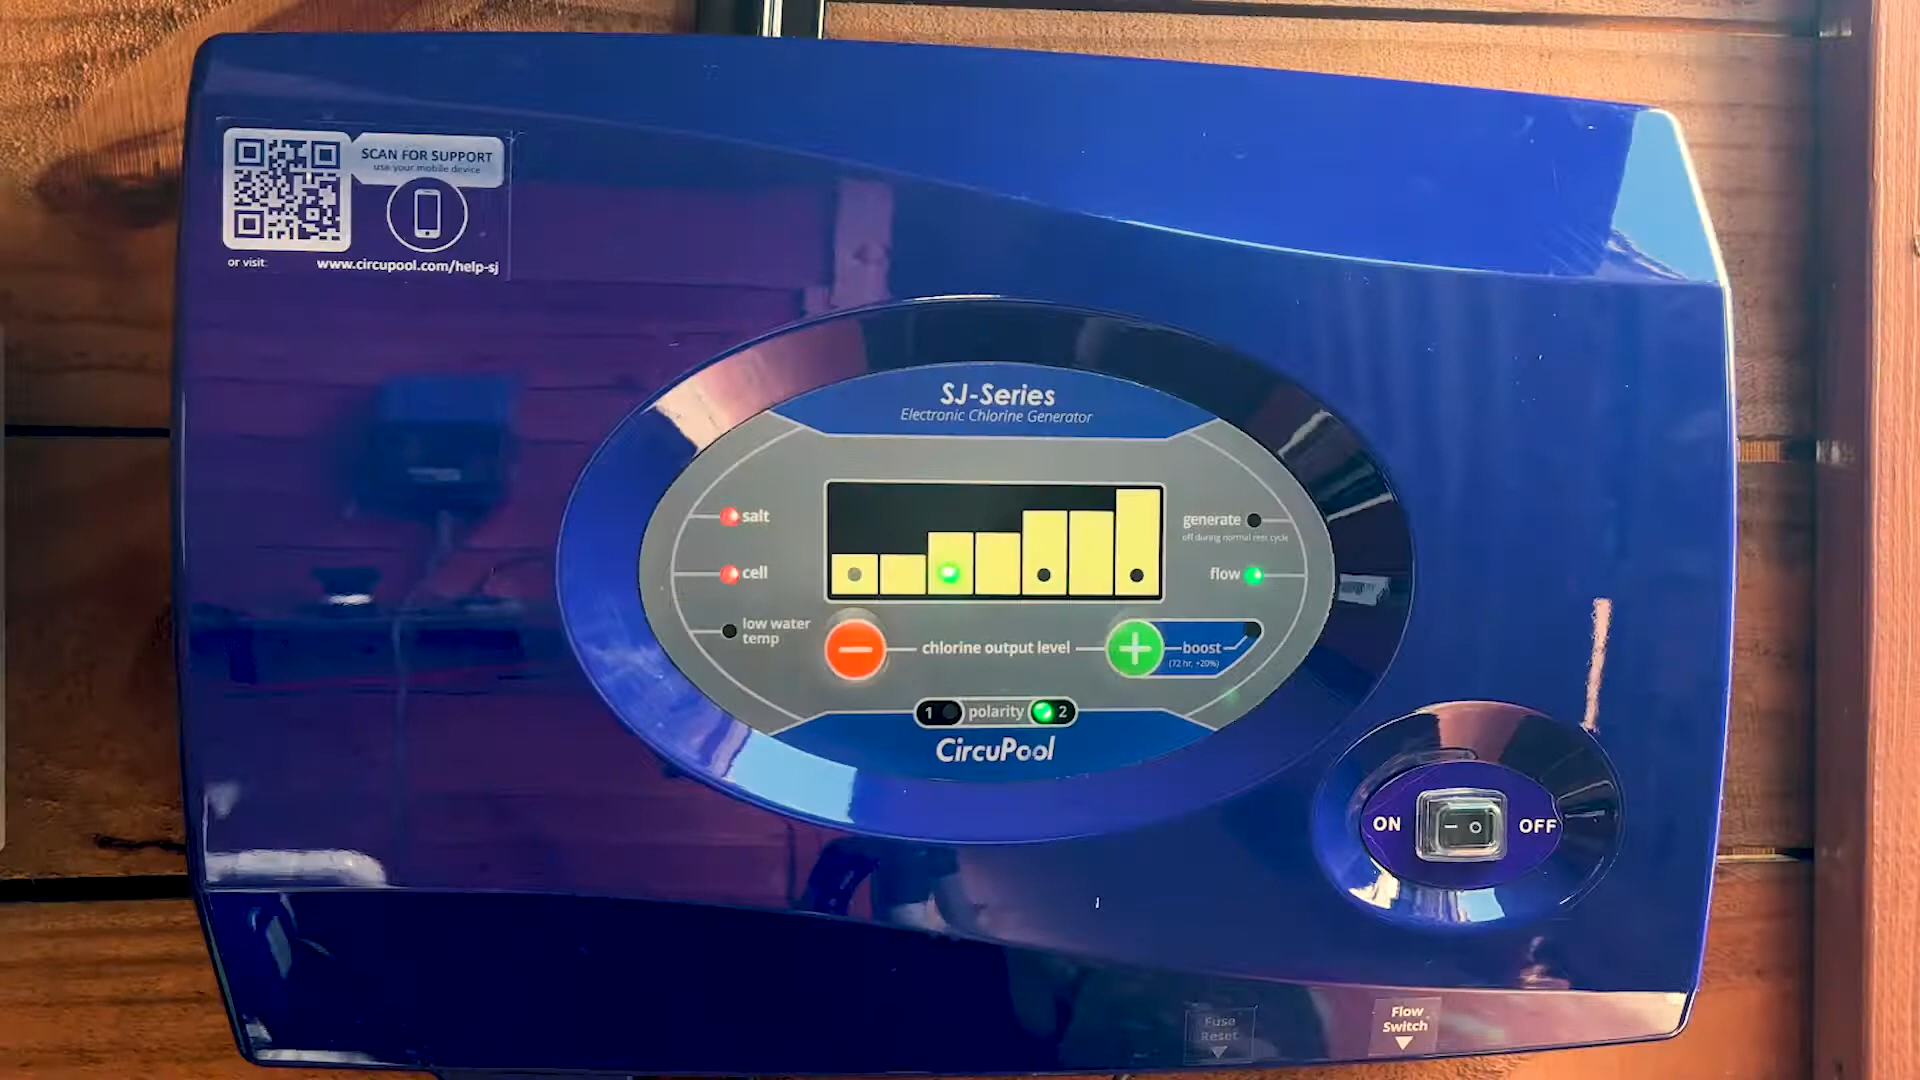 SCAN FOR SUPPORT
use your mobile device
or visit:
www.circupool.com/help-sj
SJ-Series
Electronic Chlorine Generator
salt
cell
low water
temp
generate
off during normal rest cycle
flow
chlorine output level
boost
(72 hr, +20%)
1 polarity 2
CircuPool
ON
OFF
Fuse
Reset
Flow
Switch